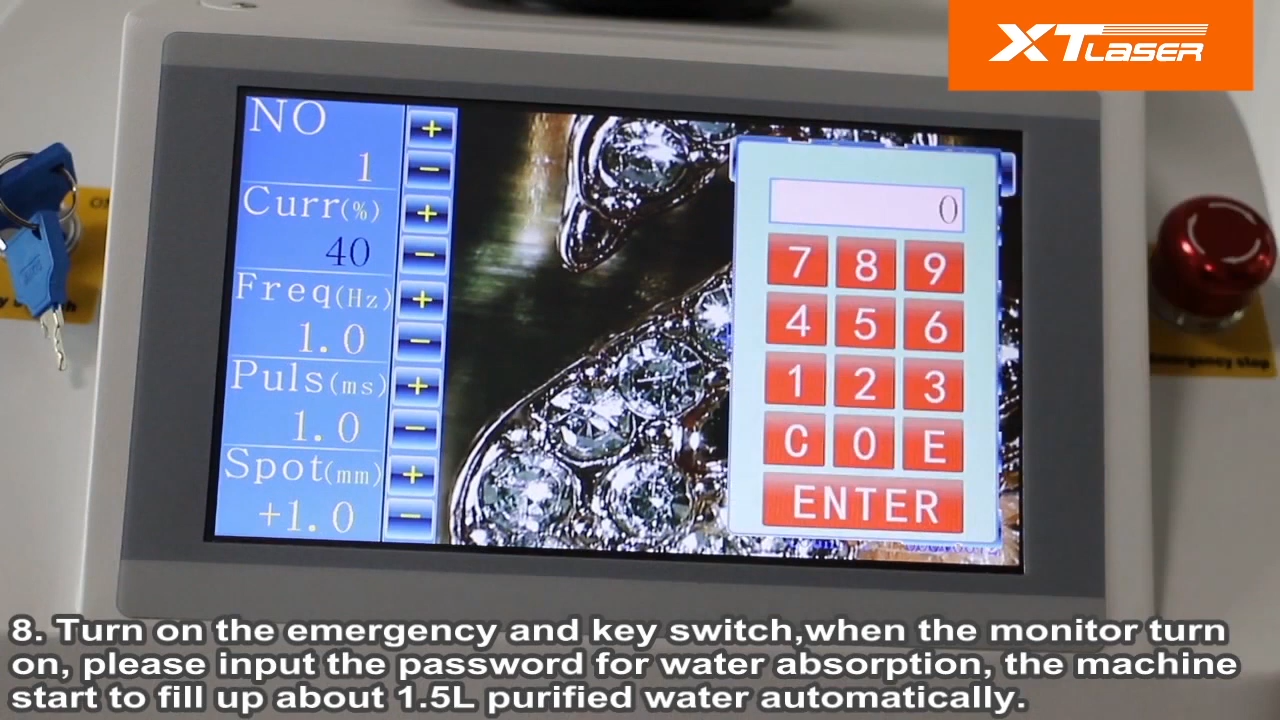 XT LASER
NO
1
Curr(%)
40
Freq(Hz)
1.0
Puls(ms)
1.0
Spot(mm)
+1.0
0
7 8 9
4 5 6
1 2 3
C 0 E
ENTER
Emergency stop
8. Turn on the emergency and key switch,when the monitor turn
on, please input the password for water absorption, the machine
start to fill up about 1.5L purified water automatically.